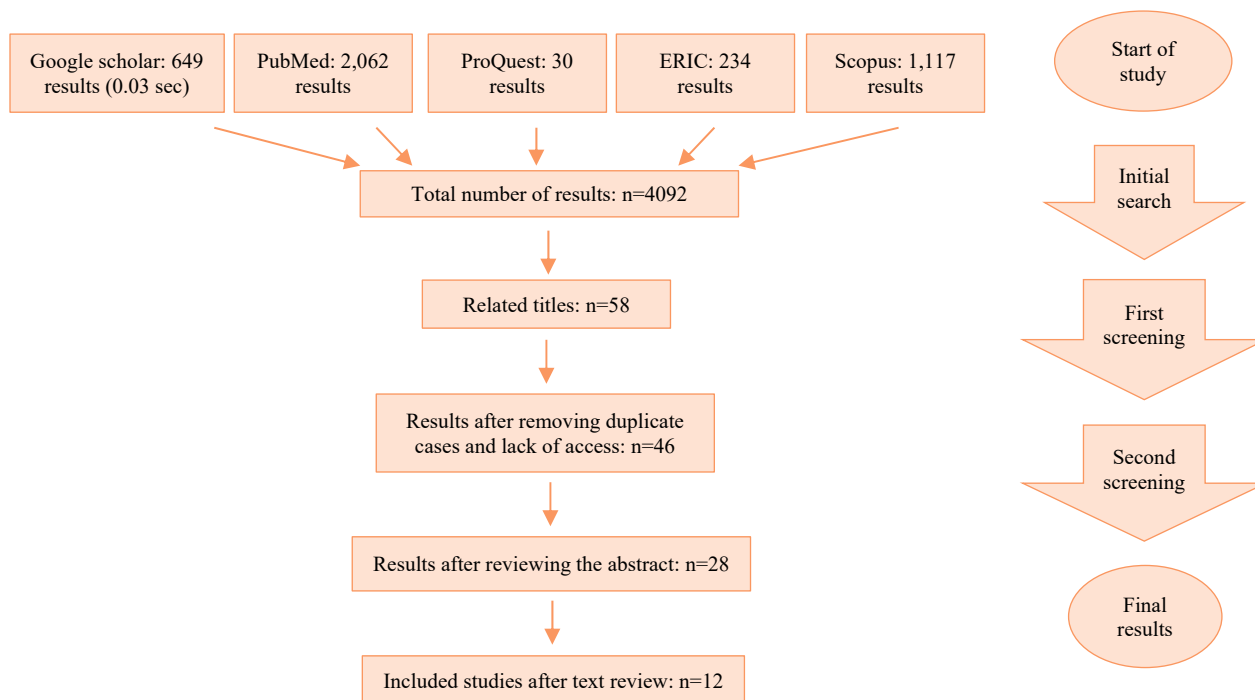 Google scholar: 649
results (0.03 sec)
PubMed: 2,062
results
ProQuest: 30
results
ERIC: 234
results
Scopus: 1,117
results
Start of
study
Total number of results: n=4092
Initial
search
Related titles: n=58
First
screening
Results after removing duplicate
cases and lack of access: n=46
Second
screening
Results after reviewing the abstract: n=28
Final
results
Included studies after text review: n=12